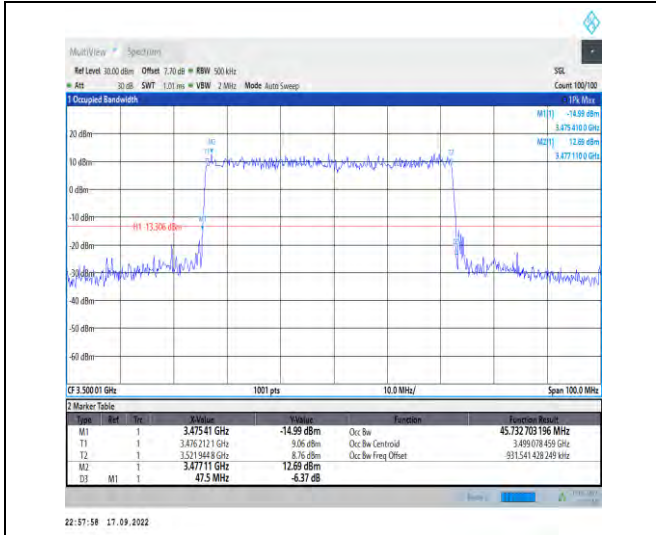 MultiView Spectrum
Ref Level 30.00 dBm Offset 7.70 dB RBW 500 kHz SGL
Att 30 dB SWT 1.01 ms VBW 2 MHz Mode Auto Sweep Count 100/100
1 Occupied Bandwidth 1Pk Max
M1[1] -14.99 dBm
3.475 410 0 GHz
20 dBm
M2[1] 12.69 dBm
3.477 110 0 GHz
M2
T1 T2
10 dBm
0 dBm
-10 dBm
M1
H1 -13.306 dBm
-20 dBm
-30 dBm
-40 dBm
-50 dBm
-60 dBm
CF 3.500 01 GHz 1001 pts 10.0 MHz/ Span 100.0 MHz
2 Marker Table
Type Ref Trc X-Value Y-Value Function Function Result
M1 1 3.475 41 GHz -14.99 dBm Occ Bw 45.732 703 196 MHz
T1 1 3.476 212 1 GHz 9.06 dBm Occ Bw Centroid 3.499 078 459 GHz
T2 1 3.521 944 8 GHz 8.76 dBm Occ Bw Freq Offset -931.541 428 249 kHz
M2 1 3.477 11 GHz 12.69 dBm
D3 M1 1 47.5 MHz -6.37 dB
22:57:58 17.09.2022